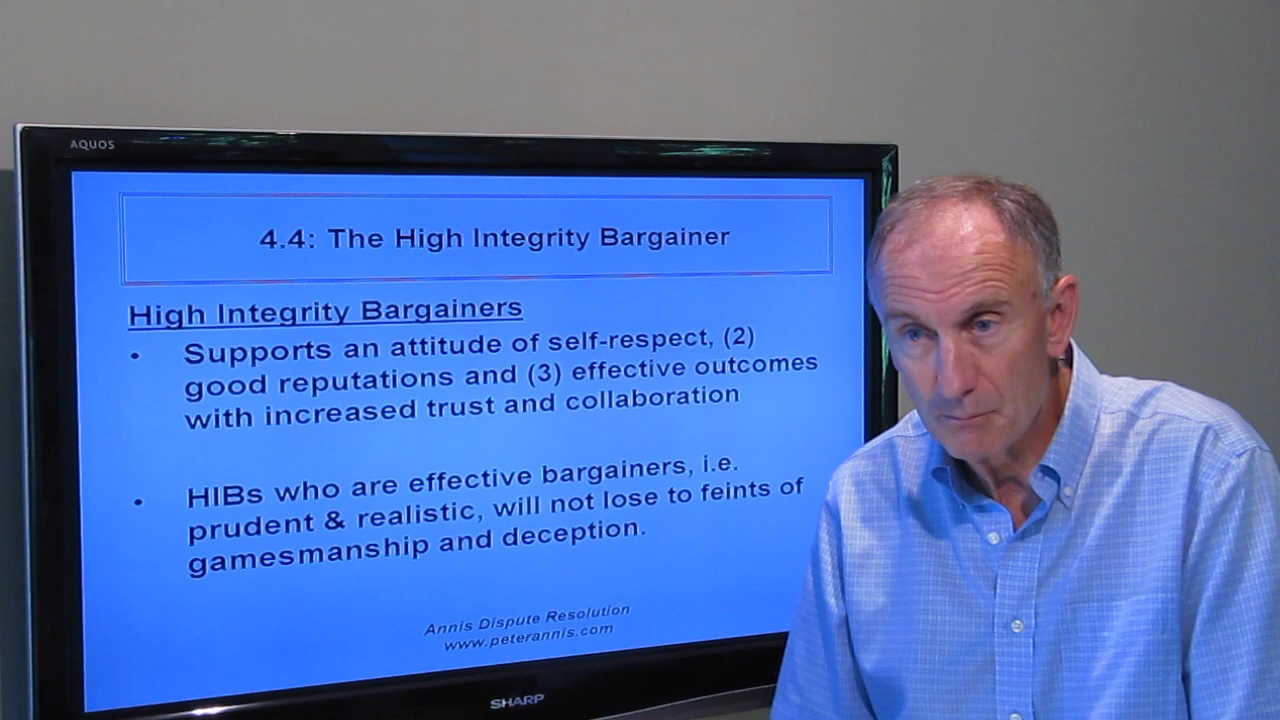 AQUOS
4.4: The High Integrity Bargainer
High Integrity Bargainers
• Supports an attitude of self-respect, (2)
good reputations and (3) effective outcomes
with increased trust and collaboration
• HIBs who are effective bargainers, i.e.
prudent & realistic, will not lose to feints of
gamesmanship and deception.
Annis Dispute Resolution
www.peterannis.com
SHARP